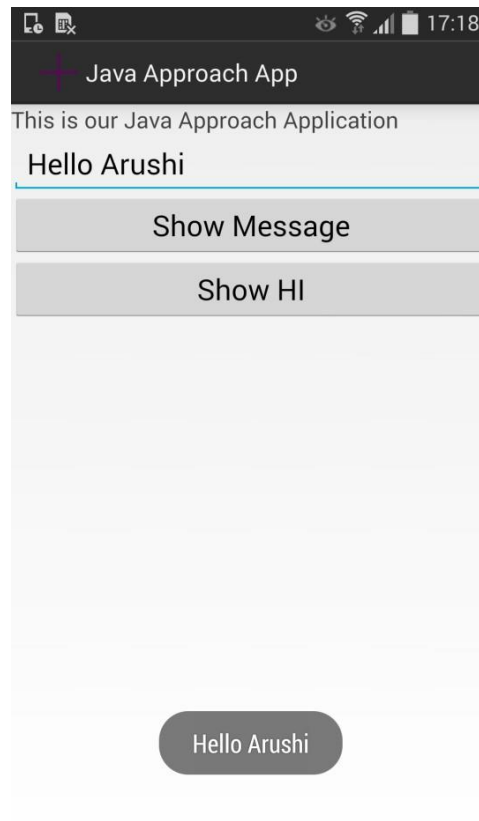 17:18
Java Approach App
This is our Java Approach Application
Hello Arushi
Show Message
Show HI
Hello Arushi